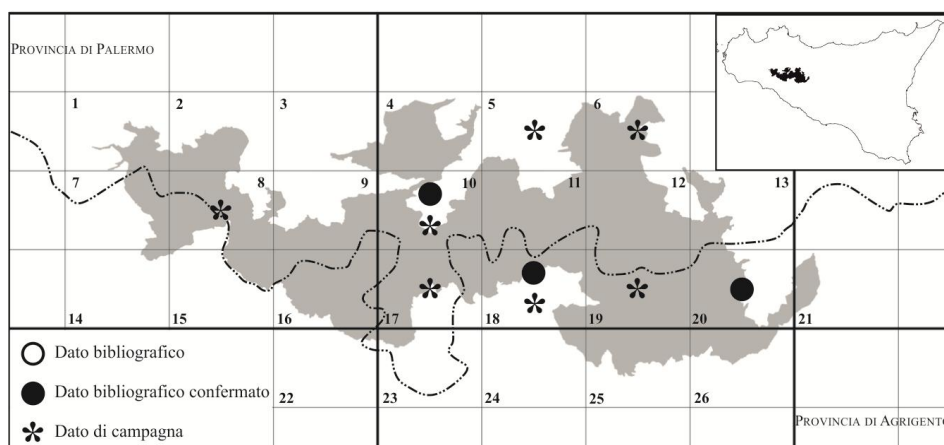 PROVINCIA DI PALERMO
1 2 3 4 5 6
7 8 9 10 11 12 13
14 15 16 17 18 19 20 21
Dato bibliografico
Dato bibliografico confermato
22 23 24 25 26
Dato di campagna
PROVINCIA DI AGRIGENTO